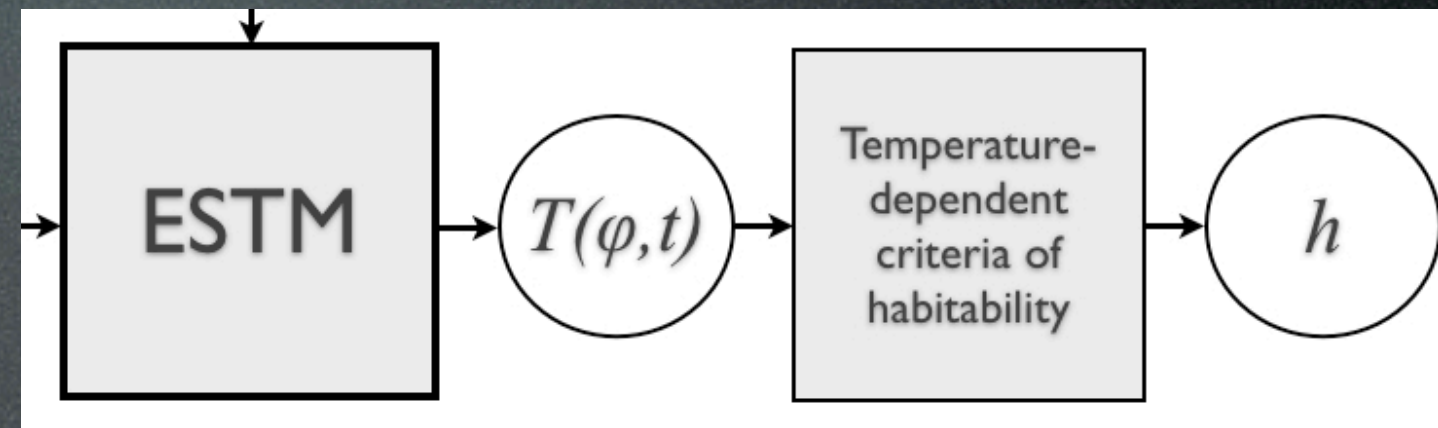 ESTM
T(φ,t)
Temperature-
dependent
criteria of
habitability
h